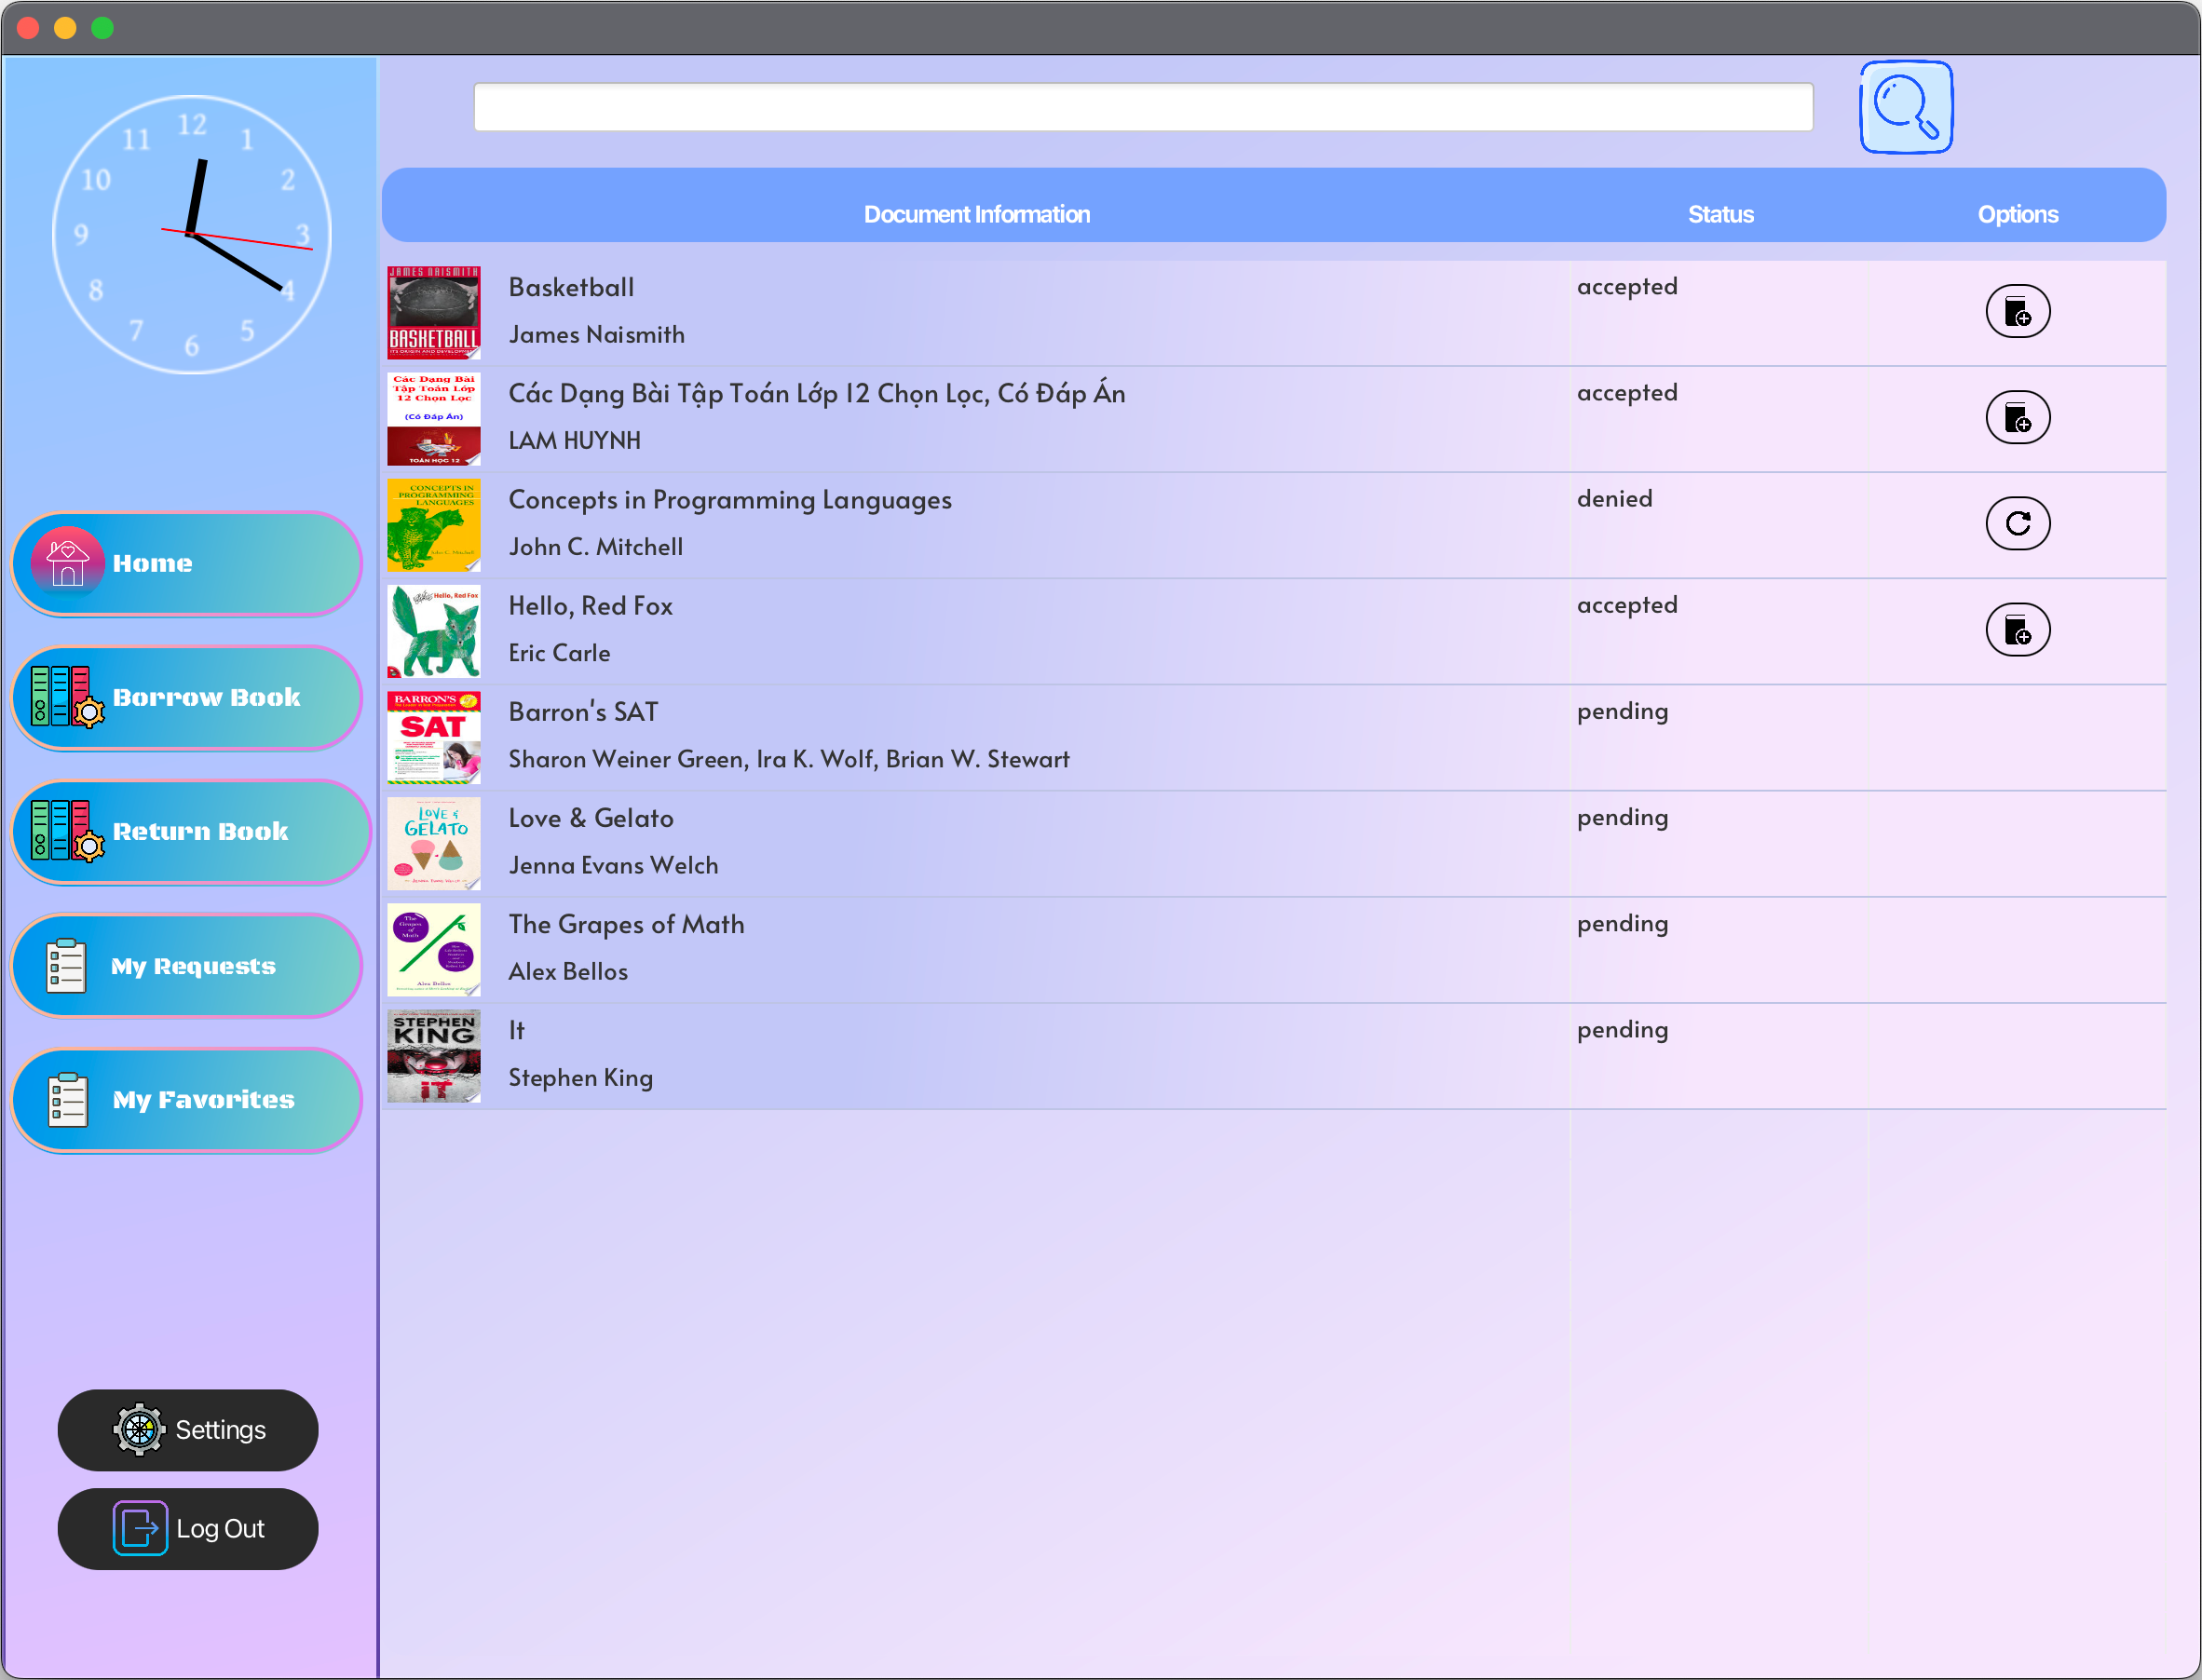 12
11
1
10
2
9
3
8
4
7
5
6
Document Information
Status
Options
JAMES NAISMITH
BASKETBALL
ITS ORIGIN AND DEVELOPMENT
Basketball
James Naismith
accepted
Các Dạng Bài
Tập Toán Lớp
12 Chọn Lọc
(Có Đáp Án)
TOÁN HỌC 12
Các Dạng Bài Tập Toán Lớp 12 Chọn Lọc, Có Đáp Án
LAM HUYNH
accepted
CONCEPTS IN
PROGRAMMING
LANGUAGES
John C. Mitchell
Concepts in Programming Languages
John C. Mitchell
denied
Hello, Red Fox
Hello, Red Fox
Eric Carle
accepted
BARRON'S
SAT
Barron's SAT
Sharon Weiner Green, Ira K. Wolf, Brian W. Stewart
pending
LOVE &
GELATO
Love & Gelato
Jenna Evans Welch
pending
The
Grapes
of
Math
Alex Bellos
The Grapes of Math
Alex Bellos
pending
STEPHEN
KING
IT
It
Stephen King
pending
Home
Borrow Book
Return Book
My Requests
My Favorites
Settings
Log Out